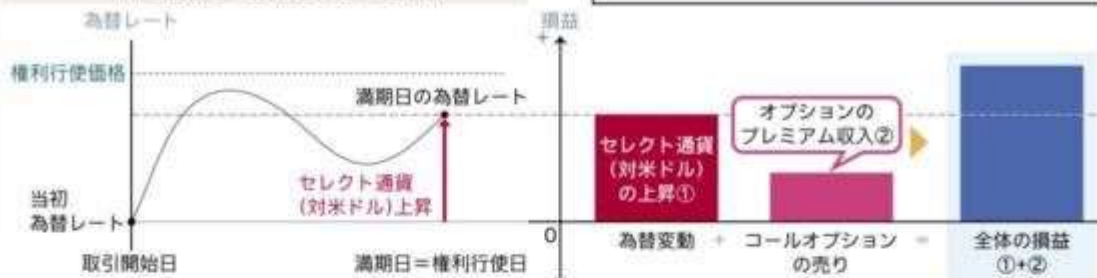 為替レート
権利行使価格
満期日の為替レート
セレクト通貨
(対米ドル)上昇
当初
為替レート
取引開始日
満期日=権利行使日
損益
+
オプションの
プレミアム収入②
セレクト通貨
(対米ドル)
の上昇①
0
為替変動 + コールオプション = 全体の損益
の売り ①+②